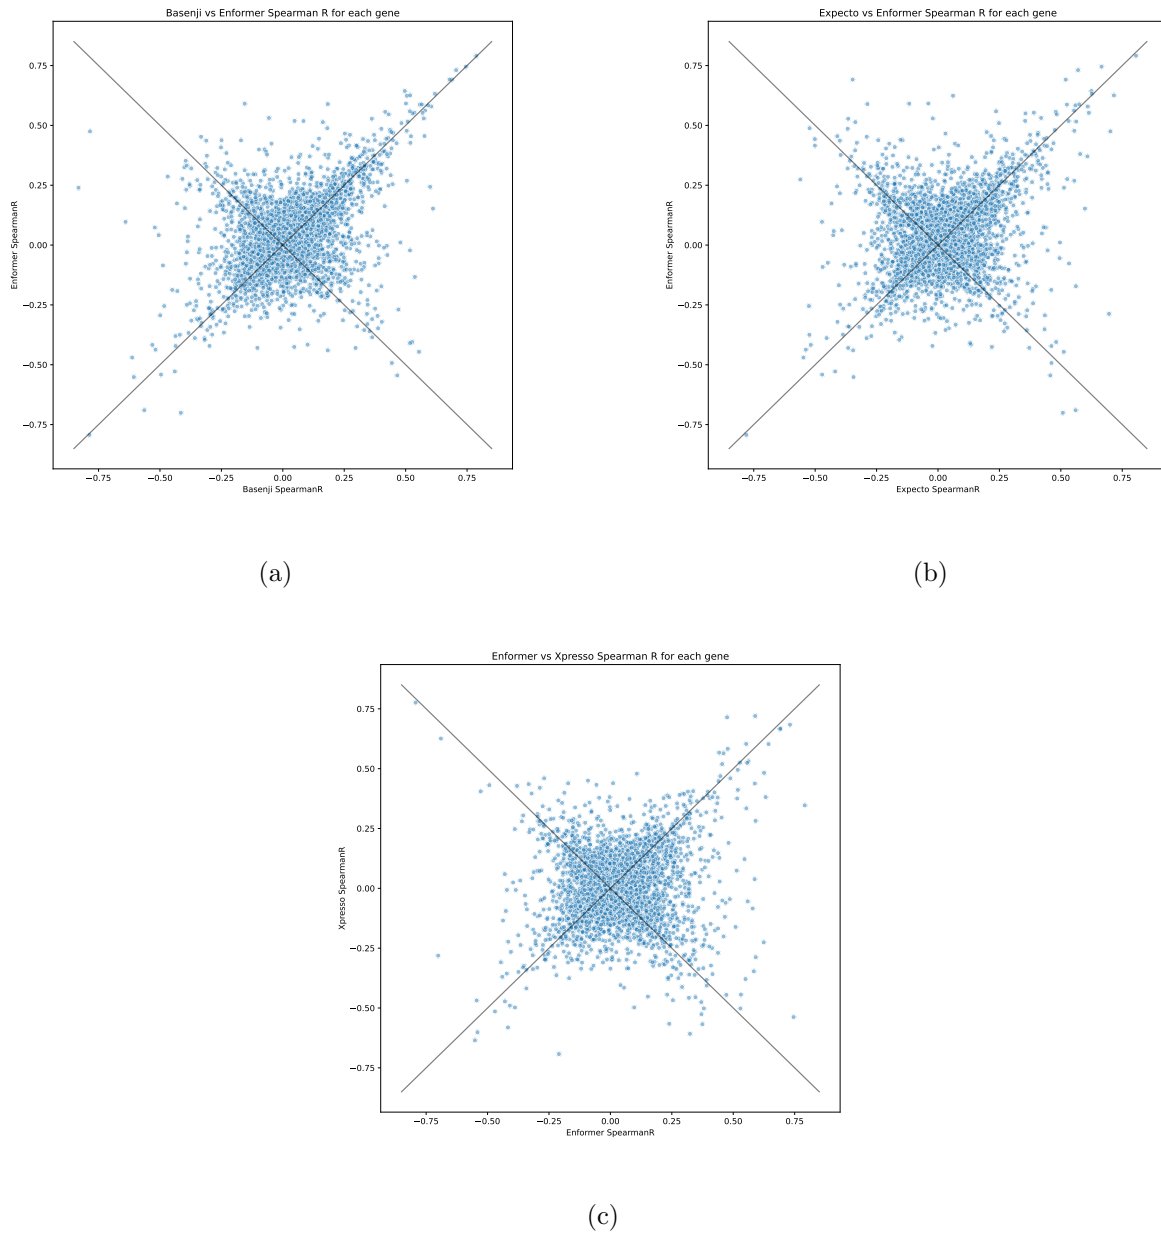 Basenji vs Enformer Spearman R for each gene
Enformer SpearmanR
0.75
0.50
0.25
0.00
−0.25
−0.50
−0.75
−0.75 −0.50 −0.25 0.00 0.25 0.50 0.75
Basenji SpearmanR
(a)
Expecto vs Enformer Spearman R for each gene
Enformer SpearmanR
0.75
0.50
0.25
0.00
−0.25
−0.50
−0.75
−0.75 −0.50 −0.25 0.00 0.25 0.50 0.75
Expecto SpearmanR
(b)
Enformer vs Xpresso Spearman R for each gene
Xpresso SpearmanR
0.75
0.50
0.25
0.00
−0.25
−0.50
−0.75
−0.75 −0.50 −0.25 0.00 0.25 0.50 0.75
Enformer SpearmanR
(c)